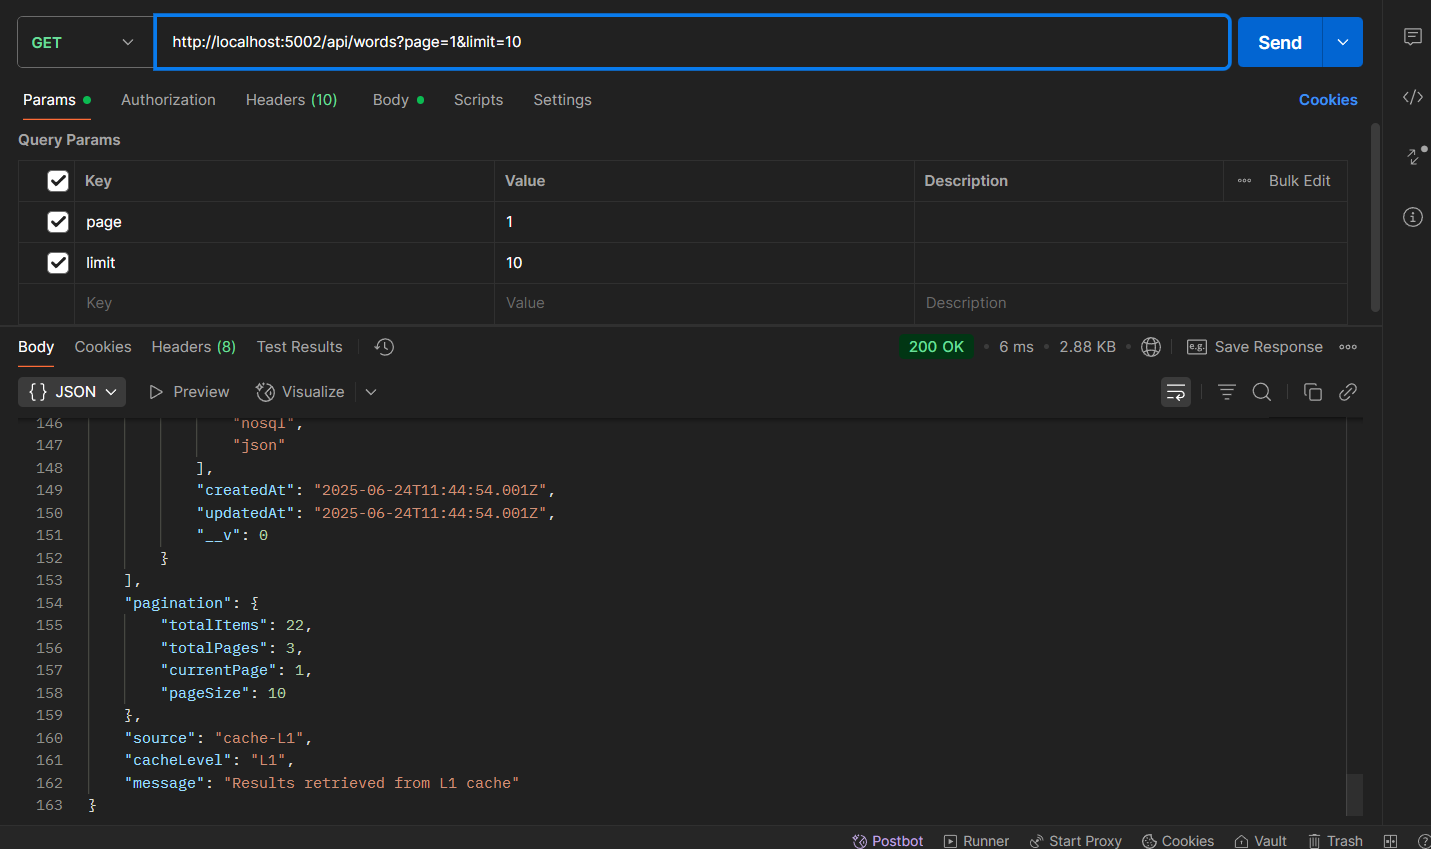 GET
http://localhost:5002/api/words?page=1&limit=10
Send
Params Authorization Headers (10) Body Scripts Settings Cookies
Query Params
Key Value Description Bulk Edit
page 1
limit 10
Key Value Description
Body Cookies Headers (8) Test Results 200 OK • 6 ms • 2.88 KB • e.g. Save Response
{} JSON Preview Visualize
146 "nosql",
147 "json"
148 ],
149 "createdAt": "2025-06-24T11:44:54.001Z",
150 "updatedAt": "2025-06-24T11:44:54.001Z",
151 "__v": 0
152 }
153 ],
154 "pagination": {
155 "totalItems": 22,
156 "totalPages": 3,
157 "currentPage": 1,
158 "pageSize": 10
159 },
160 "source": "cache-L1",
161 "cacheLevel": "L1",
162 "message": "Results retrieved from L1 cache"
163 }
Postbot Runner Start Proxy Cookies Vault Trash